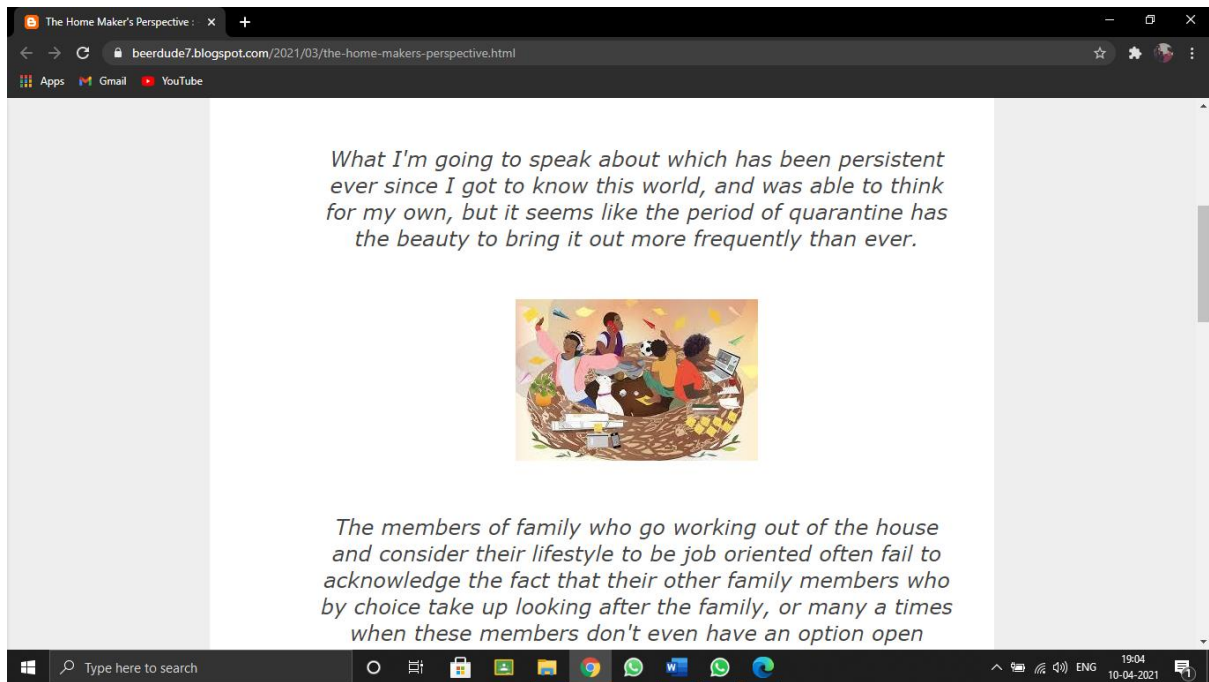 The Home Maker's Perspective :
beerdude7.blogspot.com/2021/03/the-home-makers-perspective.html
Apps Gmail YouTube
What I'm going to speak about which has been persistent
ever since I got to know this world, and was able to think
for my own, but it seems like the period of quarantine has
the beauty to bring it out more frequently than ever.
The members of family who go working out of the house
and consider their lifestyle to be job oriented often fail to
acknowledge the fact that their other family members who
by choice take up looking after the family, or many a times
when these members don't even have an option open
Type here to search
W
ENG
19:04
10-04-2021
1